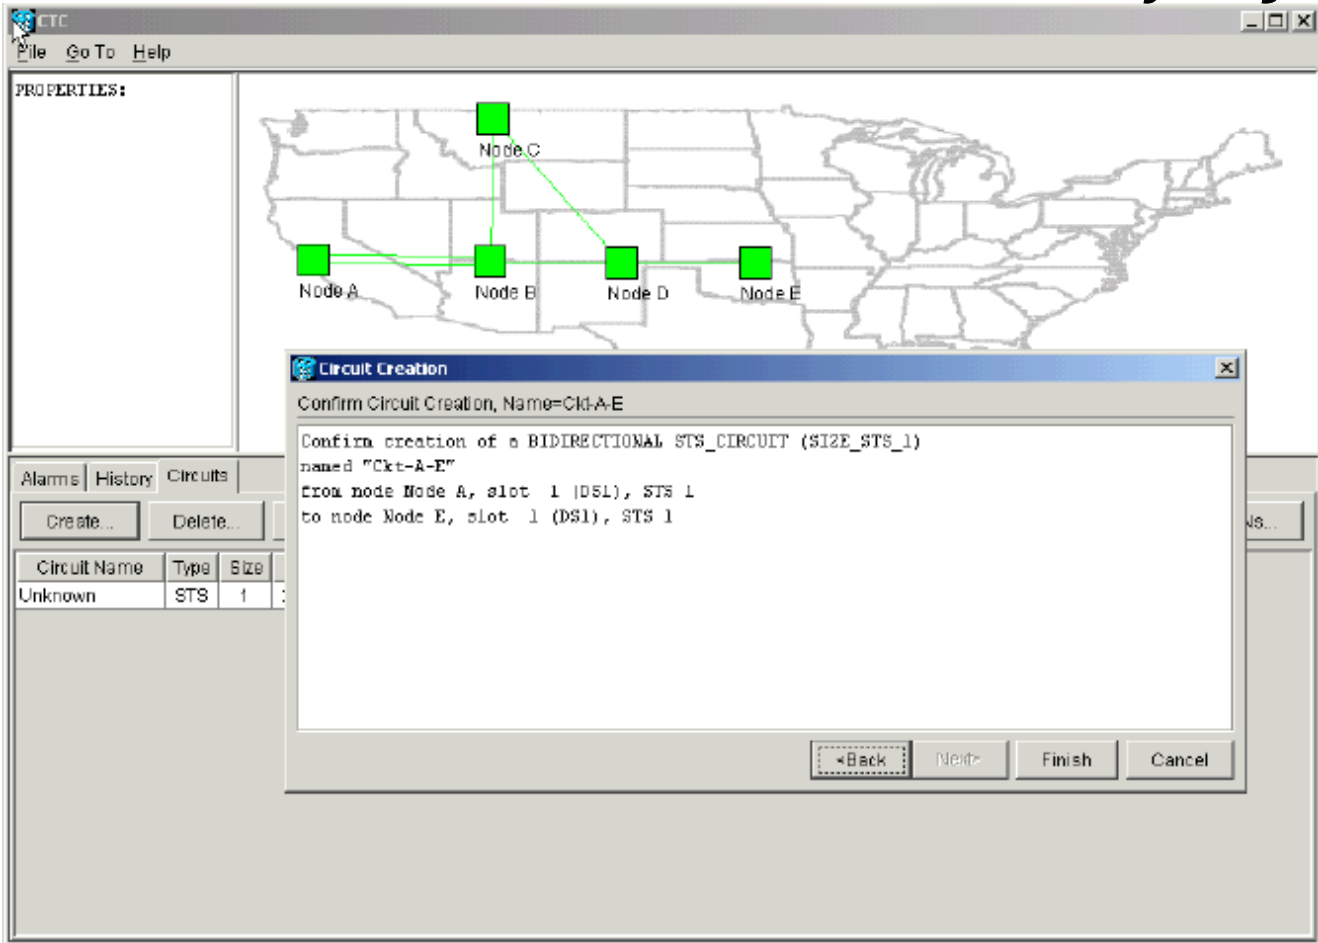 CTC
File Go To Help
PROPERTIES:
Node C
Node A
Node B
Node D
Node E
Circuit Creation
Confirm Circuit Creation, Name=Ckt-A-E
Confirm creation of a BIDIRECTIONAL STS_CIRCUIT (SIZE_STS_1)
named "Ckt-A-E"
from node Node A, slot 1 (DS1), STS 1
to node Node E, slot 1 (DS1), STS 1
<Back Next> Finish Cancel
Alarms History Circuits
Create... Delete...
Circuit Name Type Size
Unknown STS 1